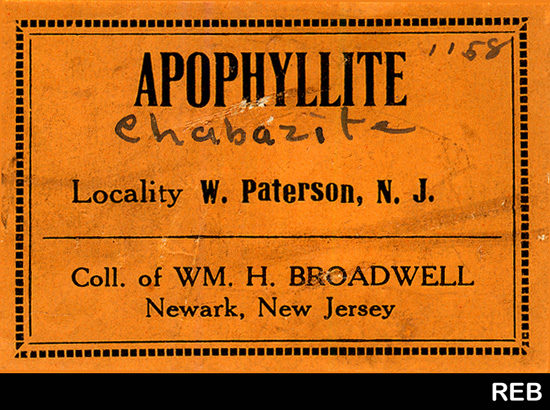 APOPHYLLITE
1158
Chabazite
Locality W. Paterson, N. J.
Coll. of WM. H. BROADWELL
Newark, New Jersey
REB